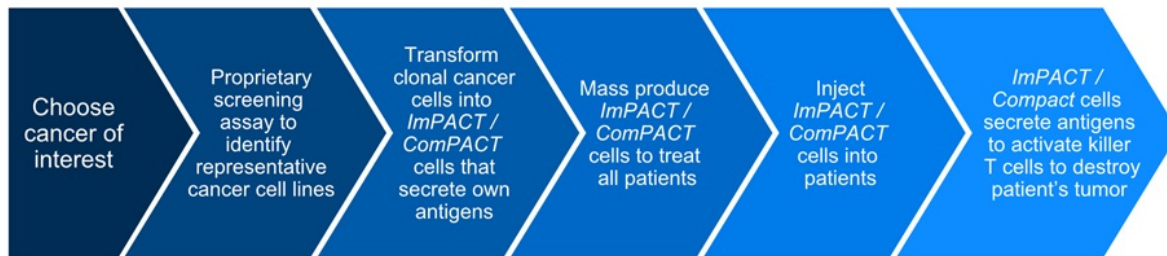 Choose
cancer of
interest
Proprietary
screening
assay to
identify
representative
cancer cell lines
Transform
clonal cancer
cells into
ImPACT /
ComPACT
cells that
secrete own
antigens
Mass produce
ImPACT /
ComPACT
cells to treat
all patients
Inject
ImPACT /
ComPACT
cells into
patients
ImPACT /
Compact cells
secrete antigens
to activate killer
T cells to destroy
patient's tumor